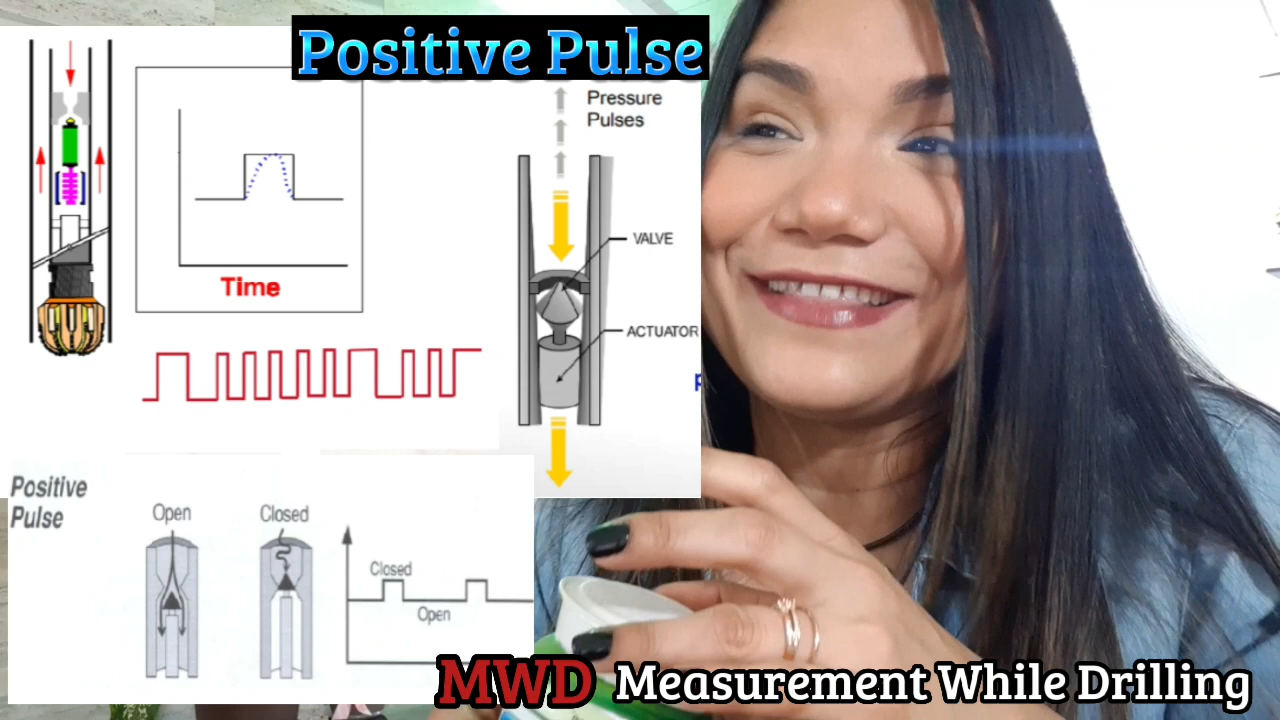 Positive Pulse
Pressure
Pulses
VALVE
Time
ACTUATOR
Positive
Pulse
Open
Closed
Closed
Open
MWD Measurement While Drilling